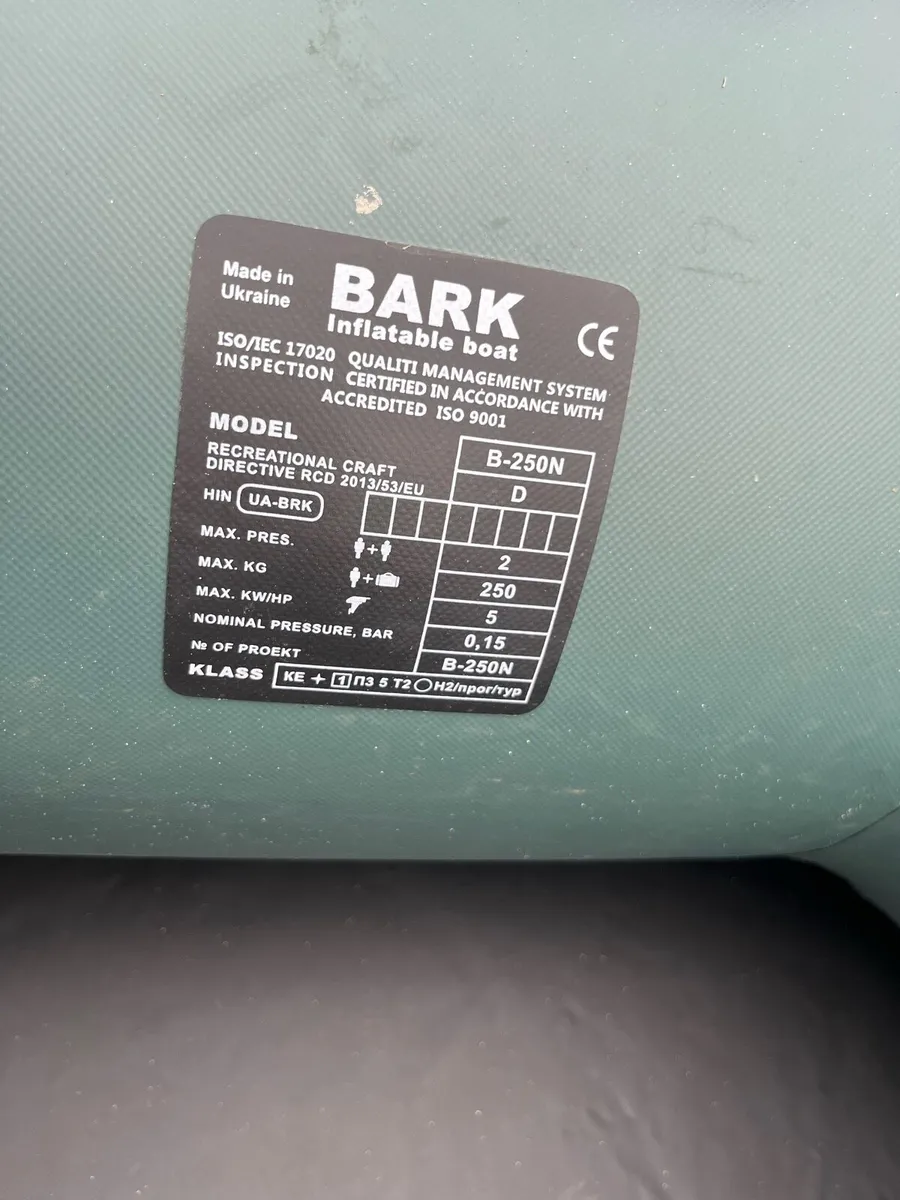 Made in
Ukraine
BARK
Inflatable boat
CE
ISO/IEC 17020
INSPECTION
QUALITI MANAGEMENT SYSTEM
CERTIFIED IN ACCORDANCE WITH
ACCREDITED ISO 9001
MODEL B-250N
RECREATIONAL CRAFT
DIRECTIVE RCD 2013/53/EU D
HIN UA-BRK
MAX. PRES. + 2
MAX. KG + 250
MAX. KW/HP 5
NOMINAL PRESSURE, BAR 0,15
№ OF PROEKT B-250N
KLASS КЕ + 1 П3 5 Т2 Н2/прог/тур